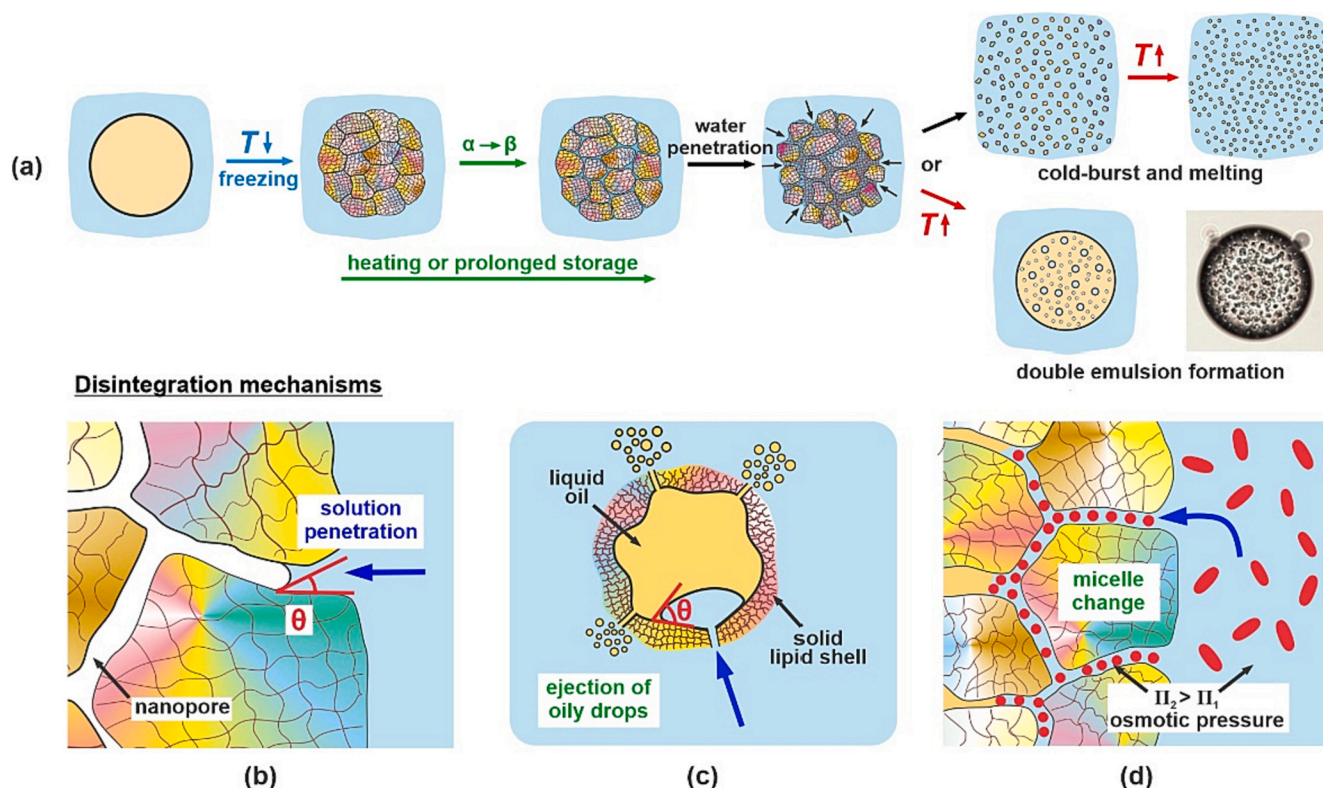 (a)
T↓
freezing
α→β
heating or prolonged storage
water
penetration
or
T↑
T↑
cold-burst and melting
double emulsion formation
Disintegration mechanisms
solution
penetration
θ
nanopore
(b)
liquid
oil
θ
solid
lipid shell
ejection of
oily drops
(c)
micelle
change
Π₂ > Π₁
osmotic pressure
(d)